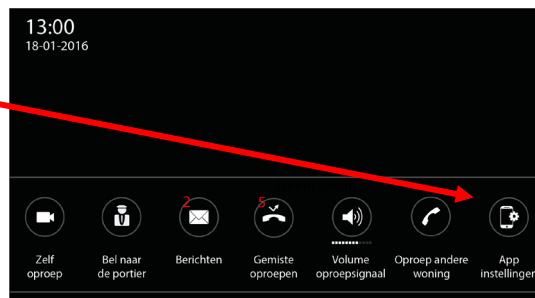 13:00
18-01-2016
2
5
Zelf
oproep
Bel naar
de portier
Berichten
Gemiste
oproepen
Volume
oproepsignaal
Oproep andere
woning
App
instellingen